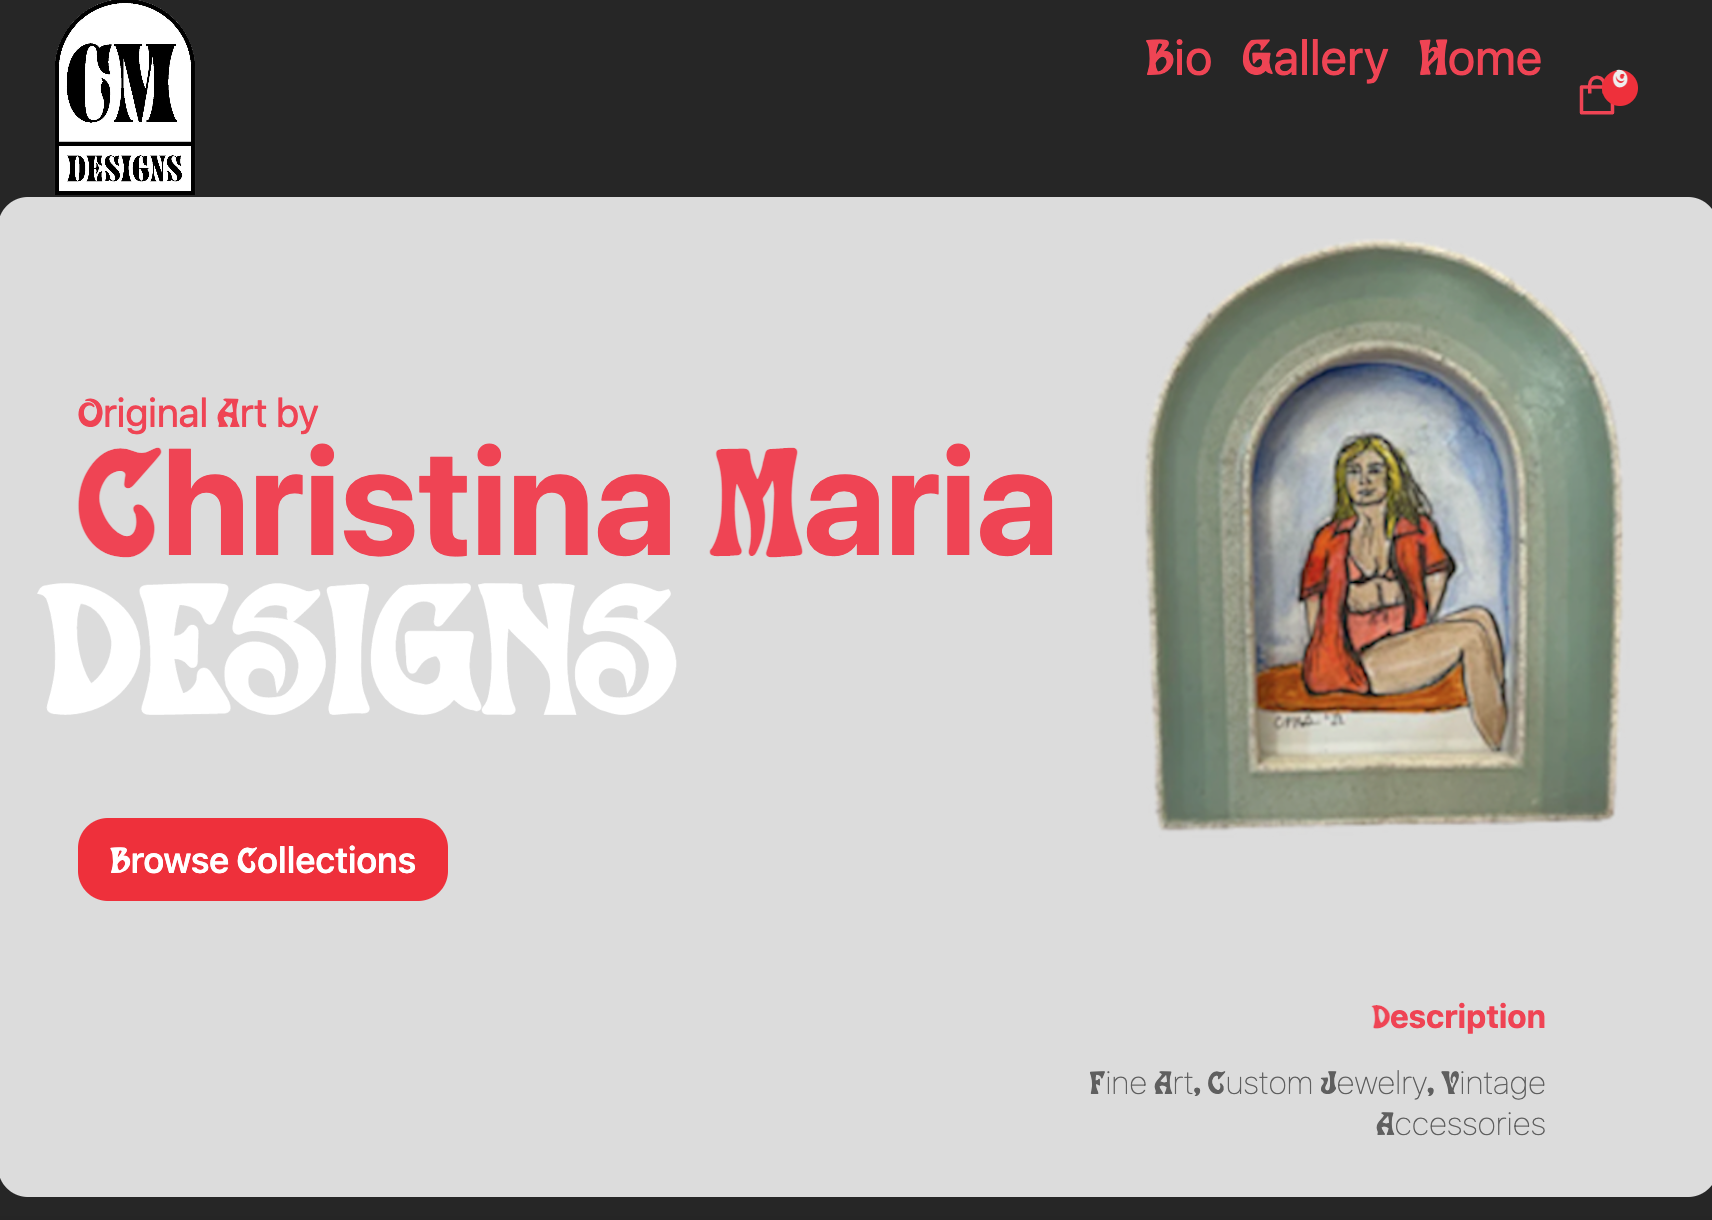 CM
DESIGNS
Bio Gallery Home
9
Original Art by
Christina Maria
DESIGNS
Browse Collections
Description
Fine Art, Custom Jewelry, Vintage
Accessories